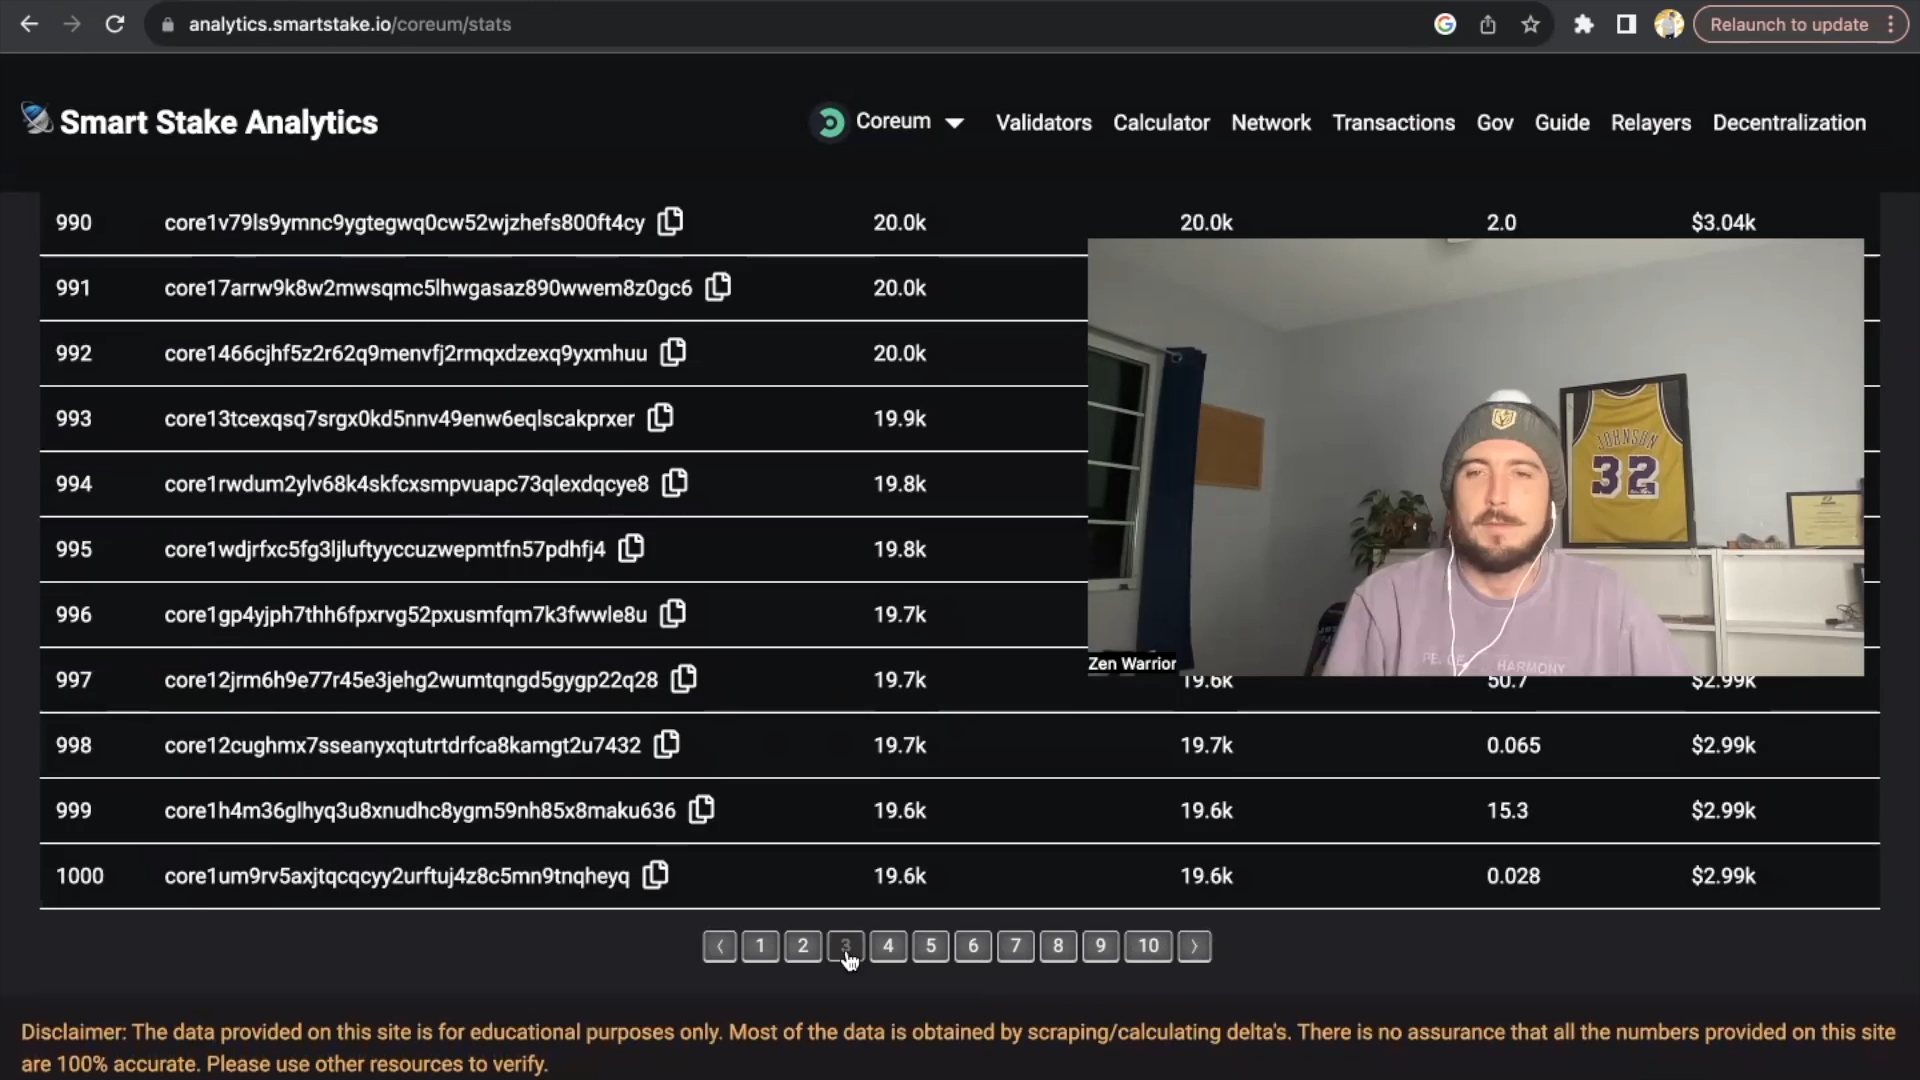 analytics.smartstake.io/coreum/stats
Relaunch to update
Smart Stake Analytics
Coreum Validators Calculator Network Transactions Gov Guide Relayers Decentralization
990 core1v79ls9ymnc9ygtegwq0cw52wjzhefs800ft4cy 20.0k 20.0k 2.0 $3.04k
991 core17arrw9k8w2mwsqmc5lhwgasaz890wwem8z0gc6 20.0k
992 core1466cjhf5z2r62q9menvfj2rmqxdzexq9yxmhuu 20.0k
993 core13tcexqsq7srgx0kd5nnv49enw6eqlscakprxer 19.9k
994 core1rwdum2ylv68k4skfcxsmpvuapc73qlexdqcye8 19.8k
995 core1wdjrfxc5fg3ljluftyyccuzwepmtfn57pdhfj4 19.8k
996 core1gp4yjph7thh6fpxrvg52pxusmfqm7k3fwwle8u 19.7k
997 core12jrm6h9e77r45e3jehg2wumtqngd5gygp22q28 19.7k 19.6k 50.7 $2.99k
998 core12cughmx7sseanyxqtutrtdrfca8kamgt2u7432 19.7k 19.7k 0.065 $2.99k
999 core1h4m36glhyq3u8xnudhc8ygm59nh85x8maku636 19.6k 19.6k 15.3 $2.99k
1000 core1um9rv5axjtqcqcyy2urftuj4z8c5mn9tnqheyq 19.6k 19.6k 0.028 $2.99k
JOHNSON
32
HARMONY
Zen Warrior
‹ 1 2 3 4 5 6 7 8 9 10 ›
Disclaimer: The data provided on this site is for educational purposes only. Most of the data is obtained by scraping/calculating delta's. There is no assurance that all the numbers provided on this site
are 100% accurate. Please use other resources to verify.